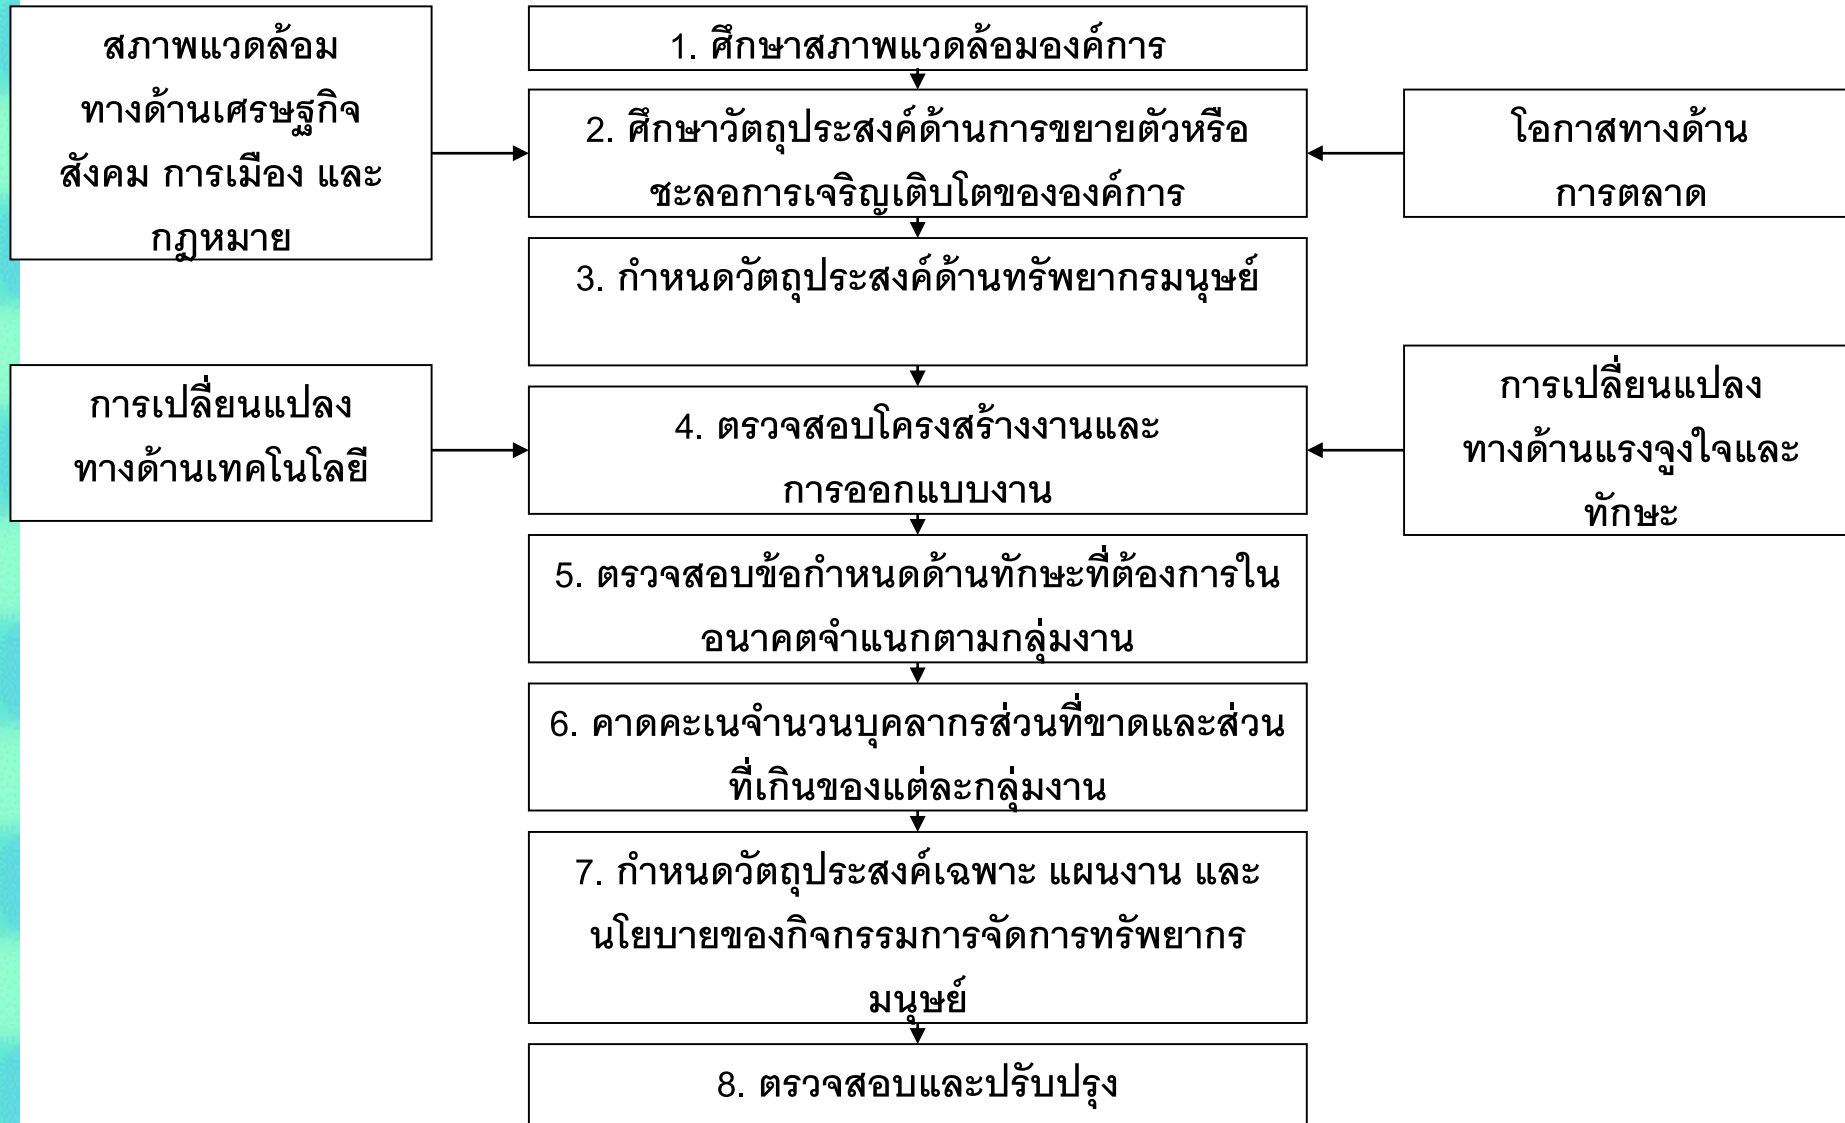 สภาพแวดล้อม
ทางด้านเศรษฐกิจ
สังคม การเมือง และ
กฎหมาย
1. ศึกษาสภาพแวดล้อมองค์การ
2. ศึกษาวัตถุประสงค์ด้านการขยายตัวหรือ
ชะลอการเจริญเติบโตขององค์การ
โอกาสทางด้าน
การตลาด
3. กำหนดวัตถุประสงค์ด้านทรัพยากรมนุษย์
การเปลี่ยนแปลง
ทางด้านเทคโนโลยี
4. ตรวจสอบโครงสร้างงานและ
การออกแบบงาน
การเปลี่ยนแปลง
ทางด้านแรงจูงใจและ
ทักษะ
5. ตรวจสอบข้อกำหนดด้านทักษะที่ต้องการใน
อนาคตจำแนกตามกลุ่มงาน
6. คาดคะเนจำนวนบุคลากรส่วนที่ขาดและส่วน
ที่เกินของแต่ละกลุ่มงาน
7. กำหนดวัตถุประสงค์เฉพาะ แผนงาน และ
นโยบายของกิจกรรมการจัดการทรัพยากร
มนุษย์
8. ตรวจสอบและปรับปรุง